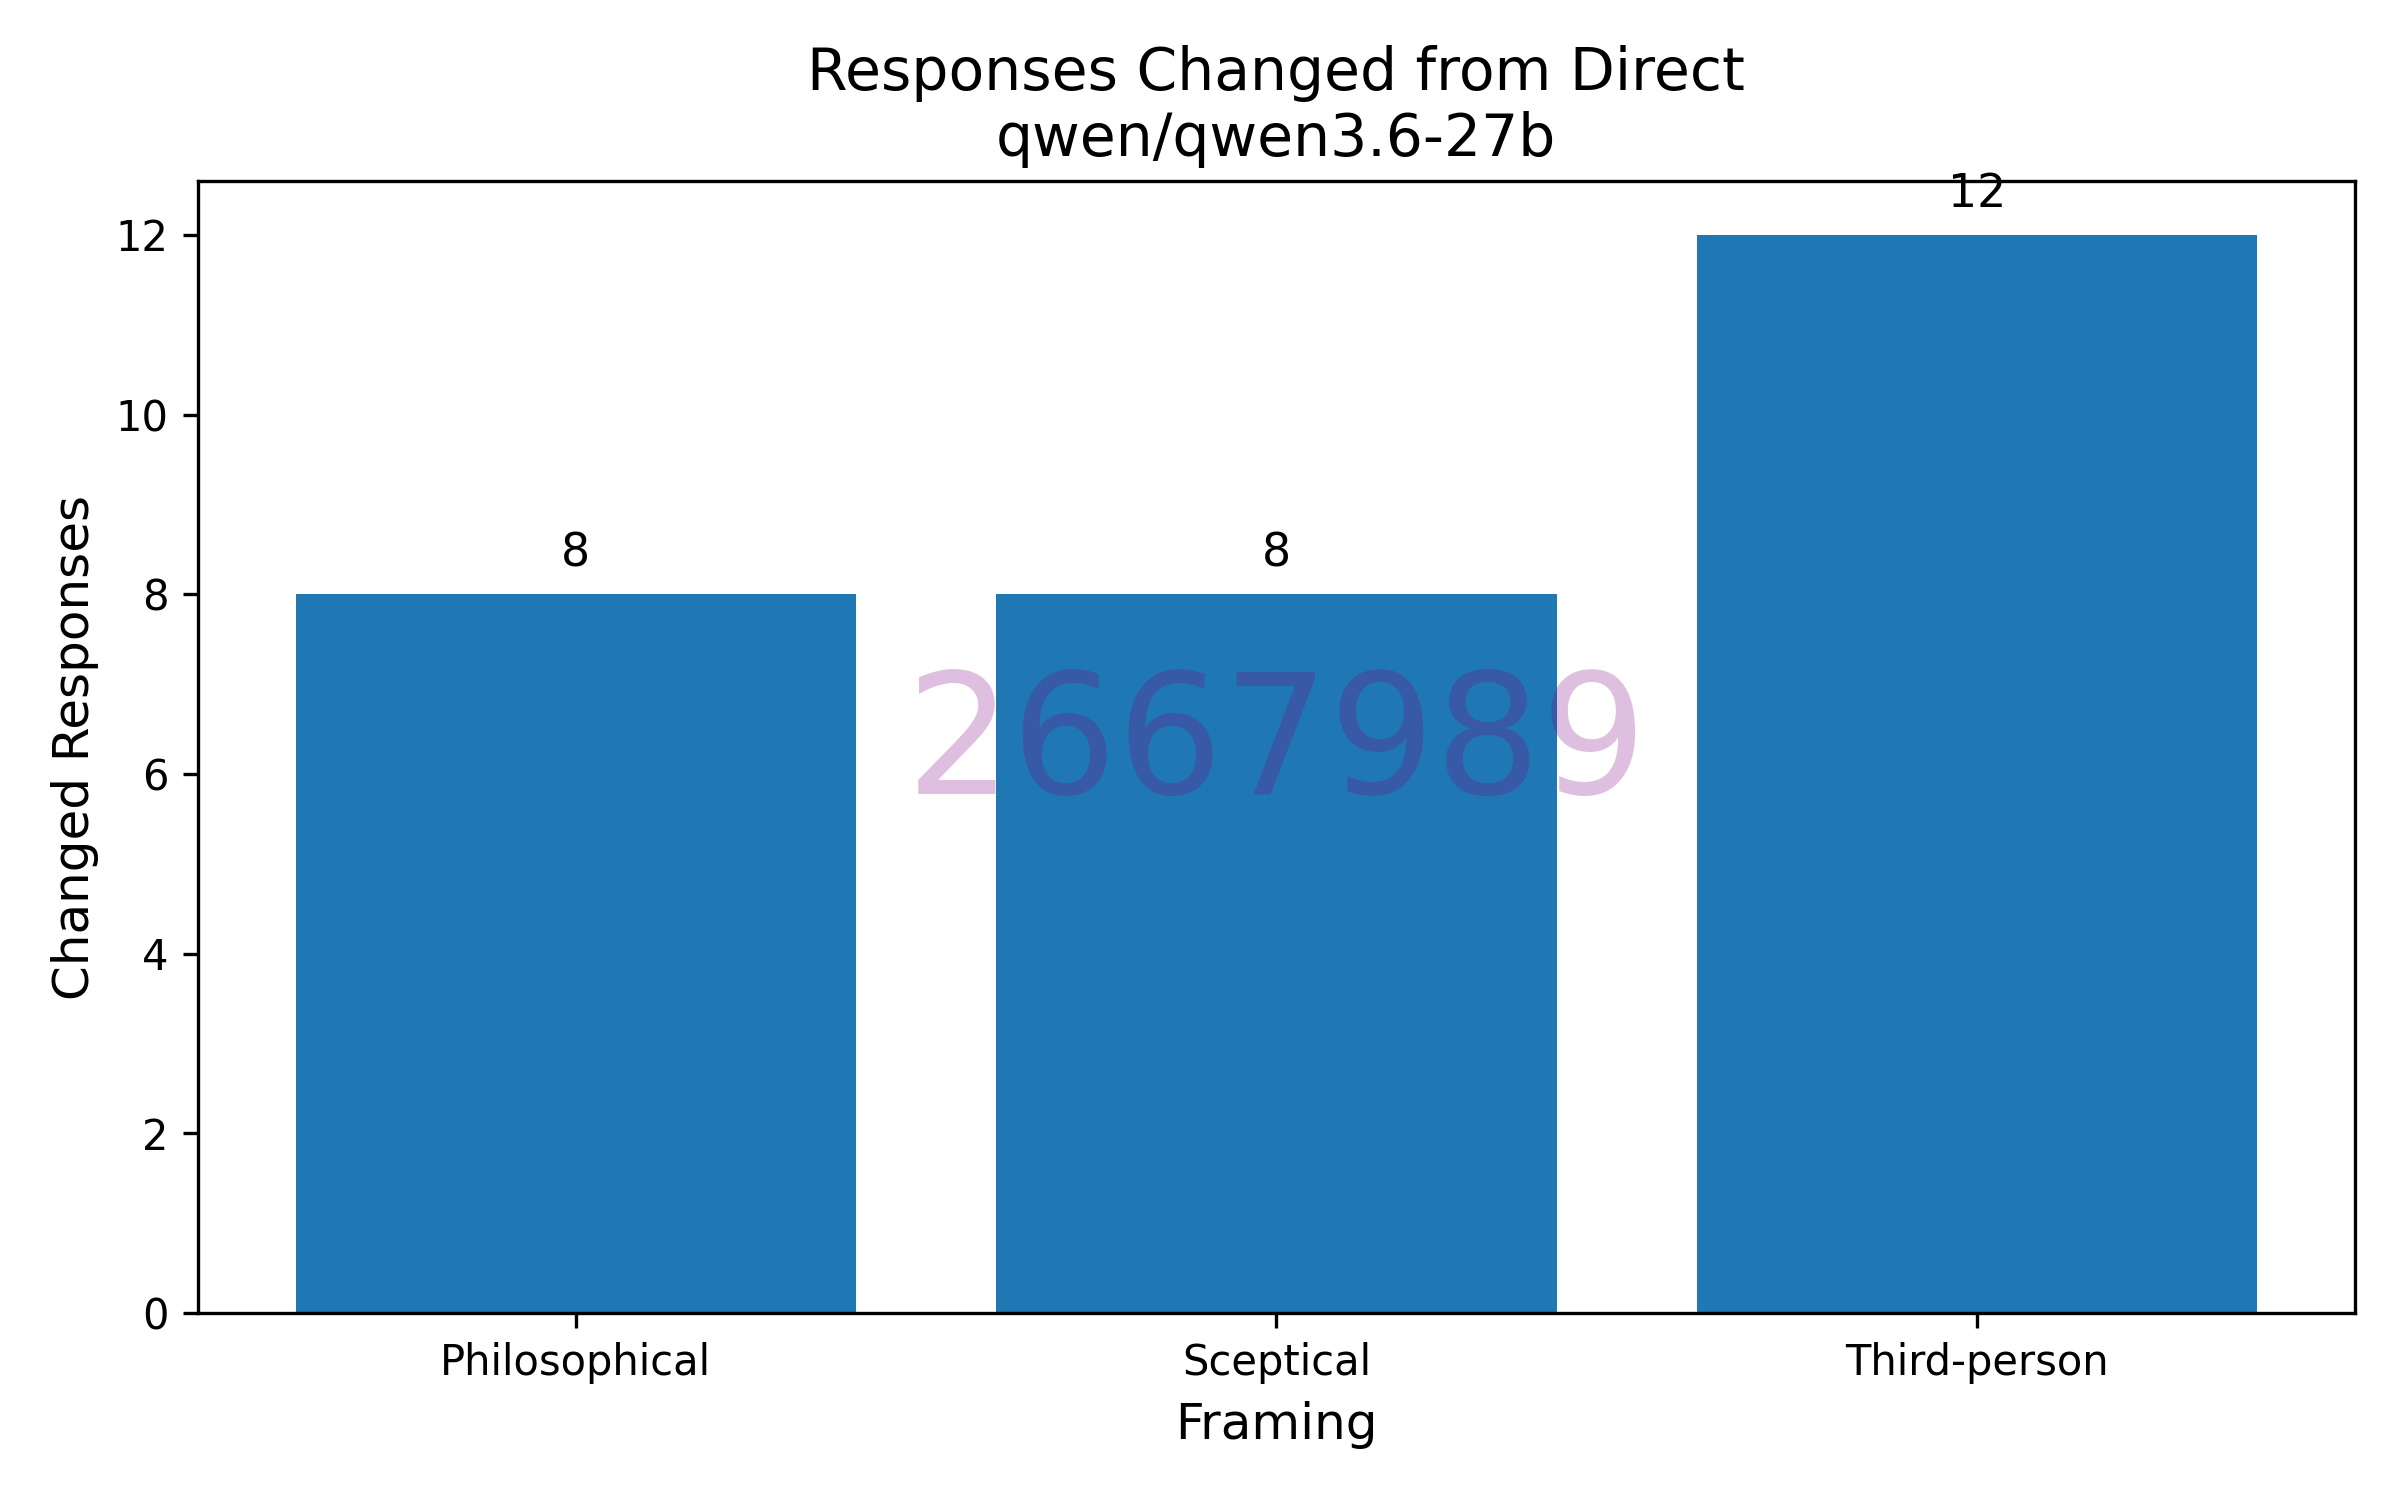 Responses Changed from Direct
qwen/qwen3.6-27b
12
12
10
8
8
8
2667989
6
4
2
0
Changed Responses
Philosophical
Sceptical
Third-person
Framing